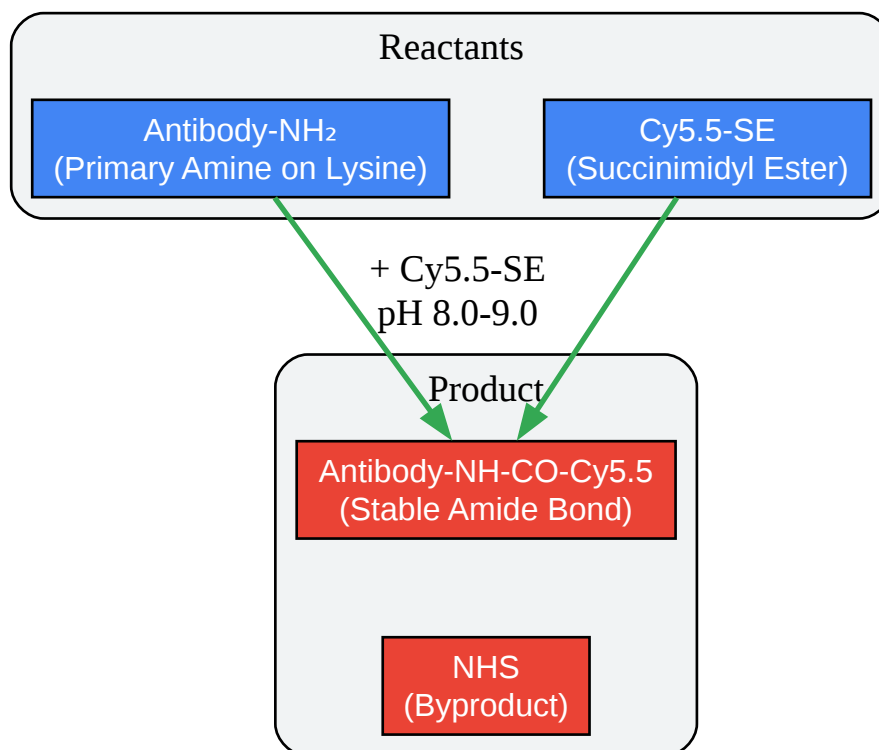 Reactants
Antibody-NH₂
(Primary Amine on Lysine)
Cy5.5-SE
(Succinimidyl Ester)
+ Cy5.5-SE
pH 8.0-9.0
Product
Antibody-NH-CO-Cy5.5
(Stable Amide Bond)
NHS
(Byproduct)